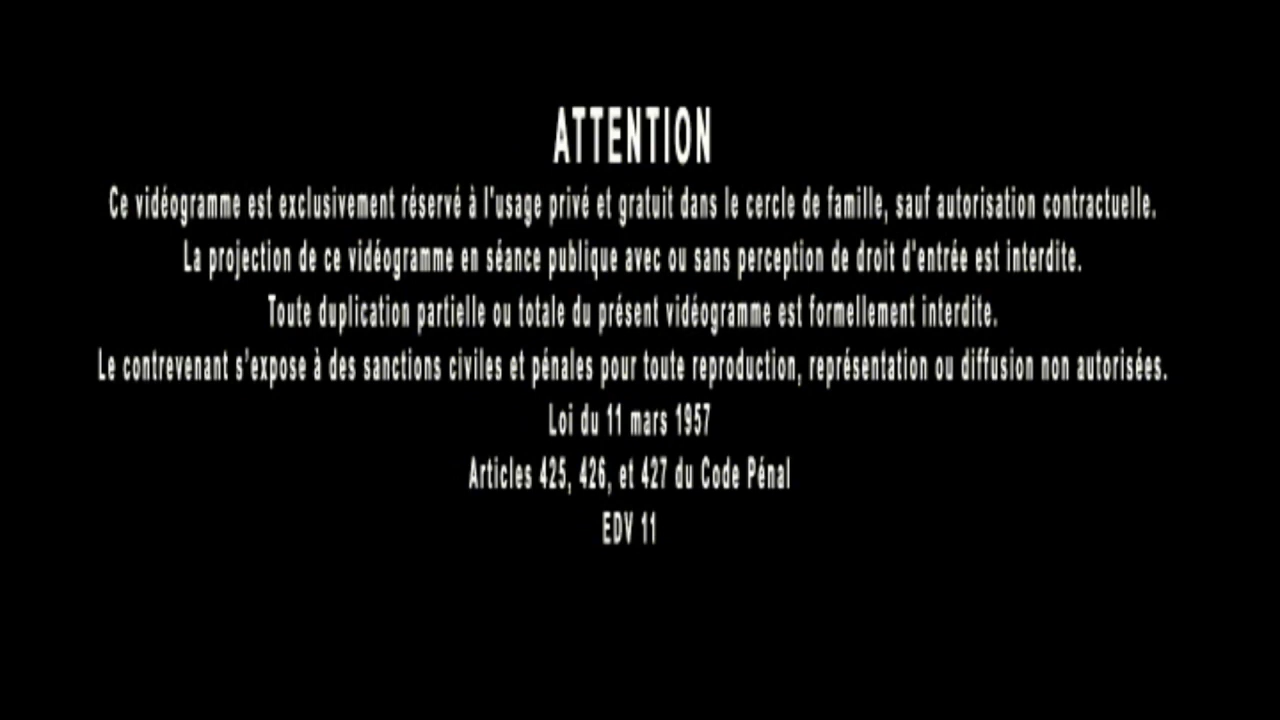 ATTENTION
Ce vidéogramme est exclusivement réservé à l'usage privé et gratuit dans le cercle de famille, sauf autorisation contractuelle.
La projection de ce vidéogramme en séance publique avec ou sans perception de droit d'entrée est interdite.
Toute duplication partielle ou totale du présent vidéogramme est formellement interdite.
Le contrevenant s'expose à des sanctions civiles et pénales pour toute reproduction, représentation ou diffusion non autorisées.
Loi du 11 mars 1957
Articles 425, 426, et 427 du Code Pénal
EDV 11